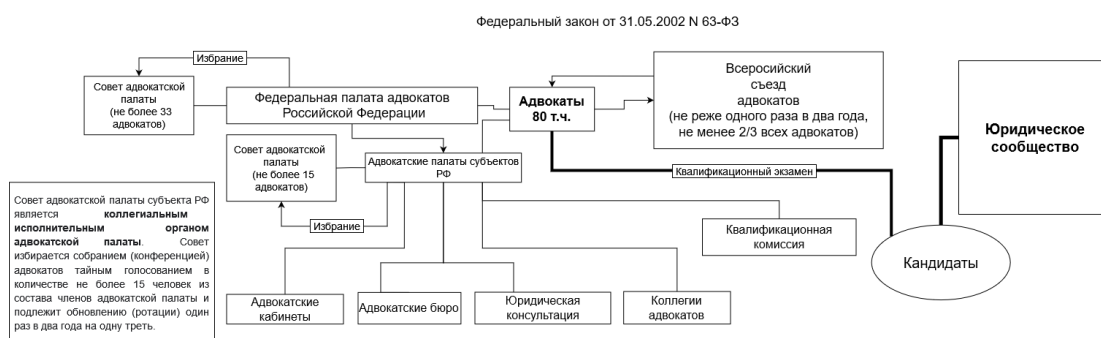 Федеральный закон от 31.05.2002 N 63-ФЗ
Избрание
Совет адвокатской
палаты
(не более 33
адвокатов)
Федеральная палата адвокатов
Российской Федерации
Адвокаты
80 т.ч.
Всеросийский
съезд
адвокатов
(не реже одного раза в два года,
не менее 2/3 всех адвокатов)
Юридическое
сообщество
Совет адвокатской
палаты
(не более 15
адвокатов)
Адвокатские палаты субъектов
РФ
Квалификационный экзамен
Избрание
Квалификационная
комиссия
Кандидаты
Совет адвокатской палаты субъекта РФ
является коллегиальным
исполнительным органом
адвокатской палаты. Совет
избирается собранием (конференцией)
адвокатов тайным голосованием в
количестве не более 15 человек из
состава членов адвокатской палаты и
подлежит обновлению (ротации) один
раз в два года на одну треть.
Адвокатские
кабинеты
Адвокатские бюро
Юридическая
консультация
Коллегии
адвокатов